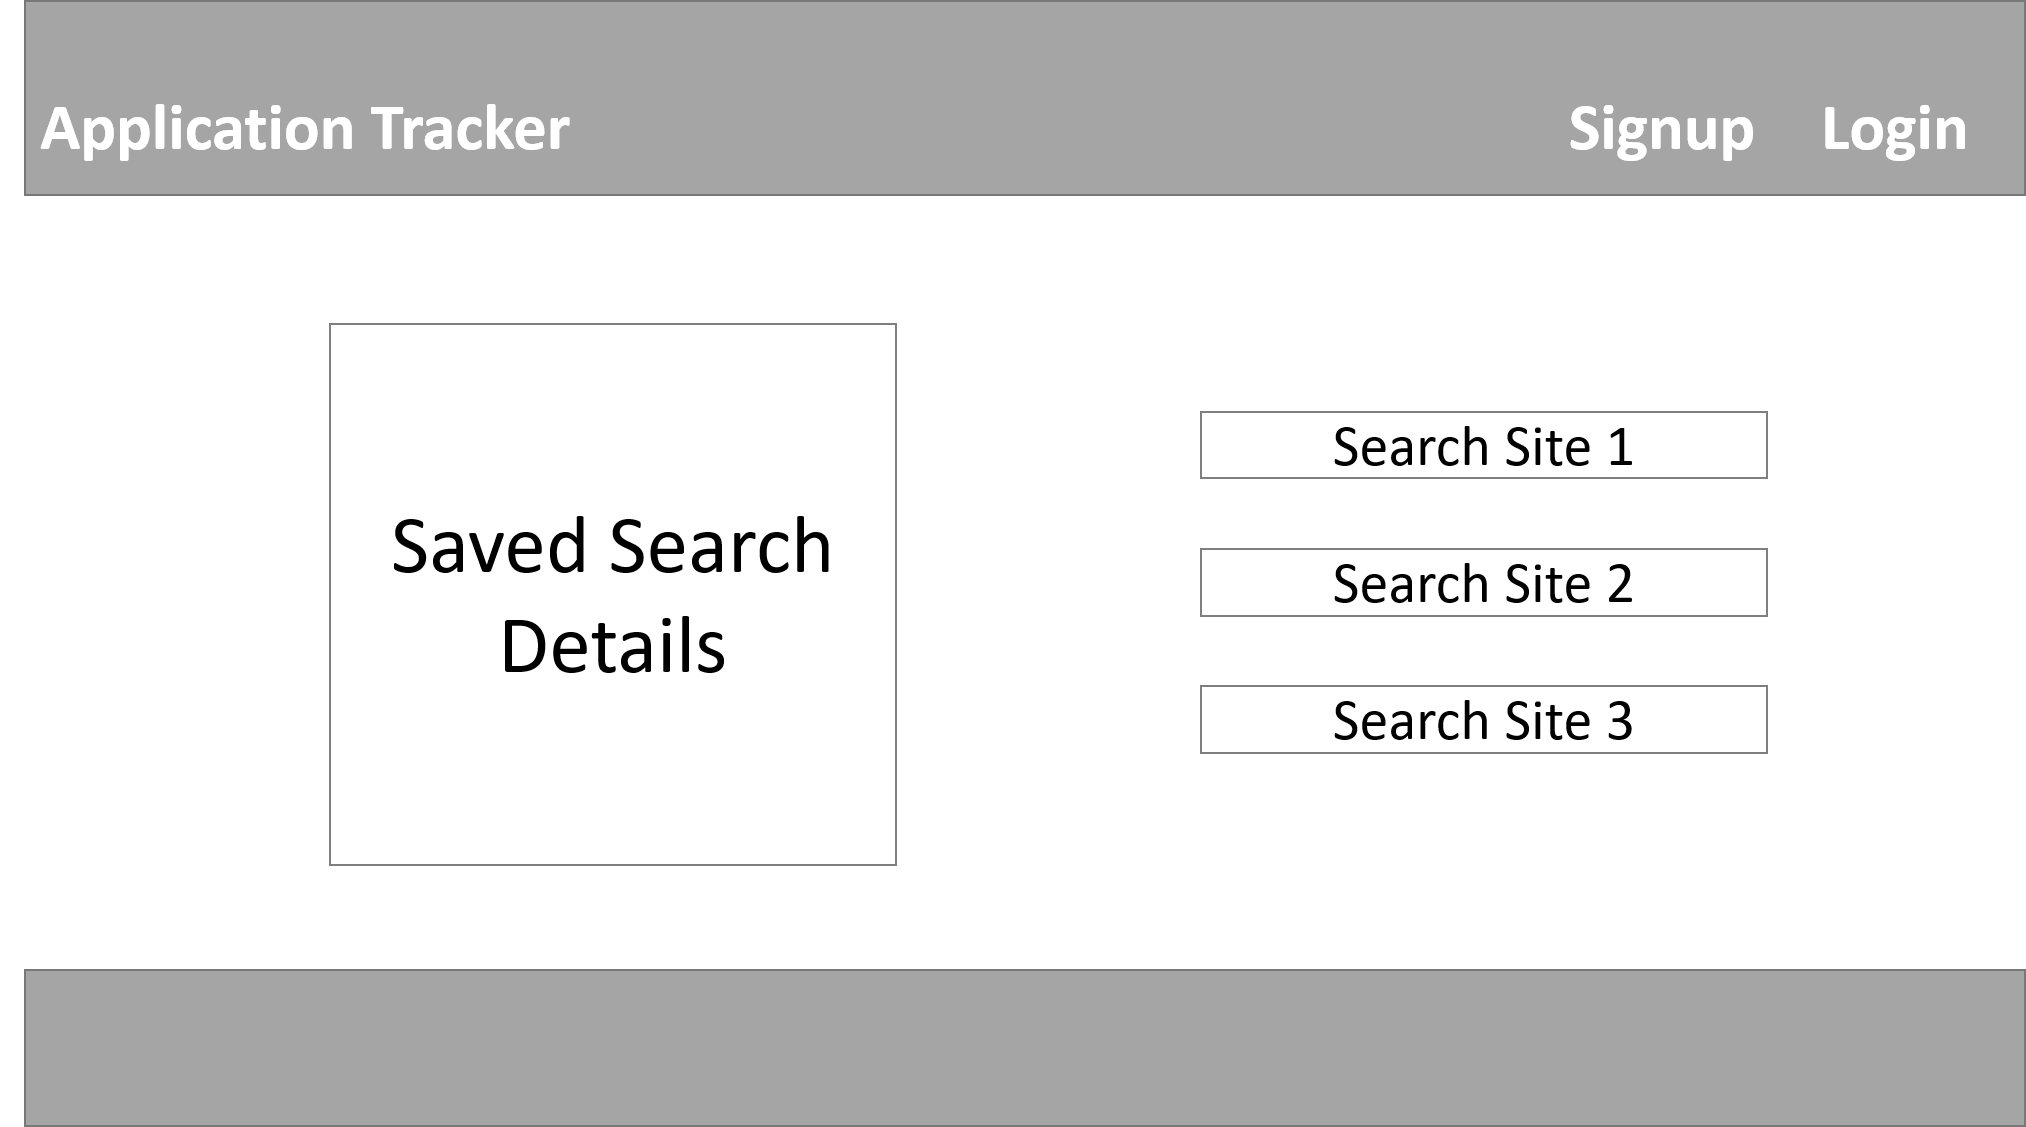 Application Tracker
Signup
Login
Saved Search
Details
Search Site 1
Search Site 2
Search Site 3